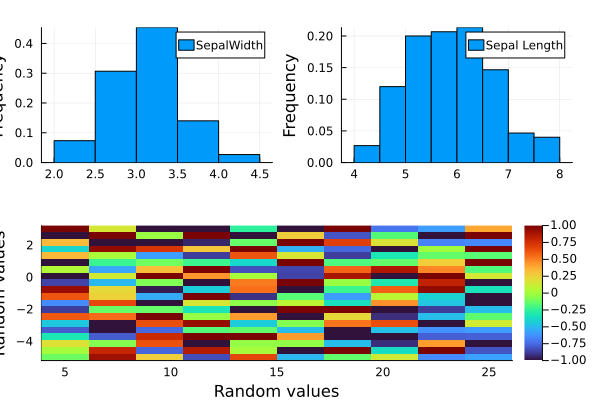 SepalWidth
Frequency
0.4
0.3
0.2
0.1
0.0
2.0 2.5 3.0 3.5 4.0 4.5
Sepal Length
Frequency
0.20
0.15
0.10
0.05
0.00
4 5 6 7 8
Random values
2
0
−2
−4
5 10 15 20 25
Random values
1.00
0.75
0.50
0.25
0
−0.25
−0.50
−0.75
−1.00